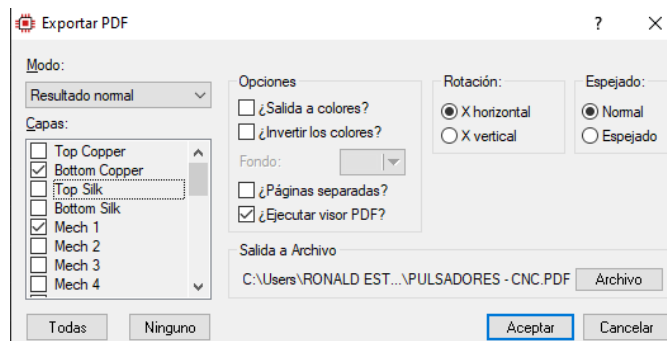 Exportar PDF
?
Modo:
Resultado normal
Capas:
Top Copper
Bottom Copper
Top Silk
Bottom Silk
Mech 1
Mech 2
Mech 3
Mech 4
Todas
Ninguno
Opciones
¿Salida a colores?
¿Invertir los colores?
Fondo:
¿Páginas separadas?
¿Ejecutar visor PDF?
Rotación:
X horizontal
X vertical
Espejado:
Normal
Espejado
Salida a Archivo
C:\Users\RONALD EST...\PULSADORES - CNC.PDF
Archivo
Aceptar
Cancelar